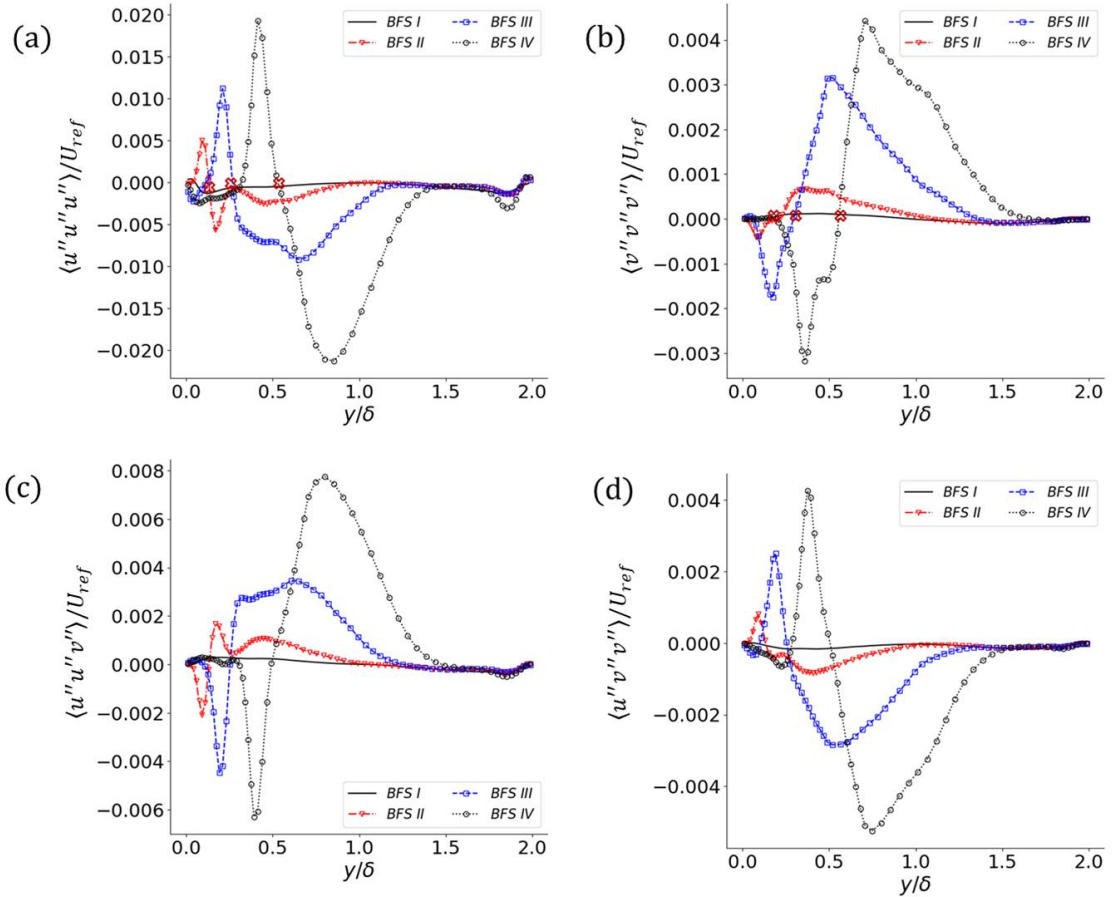 (a)
BFS I BFS III
BFS II BFS IV
0.020
0.015
0.010
0.005
0.000
−0.005
−0.010
−0.015
−0.020
⟨u''u''u''⟩/U_ref
0.0 0.5 1.0 1.5 2.0
y/δ
(b)
BFS I BFS III
BFS II BFS IV
0.004
0.003
0.002
0.001
0.000
−0.001
−0.002
−0.003
⟨v''v''v''⟩/U_ref
0.0 0.5 1.0 1.5 2.0
y/δ
(c)
0.008
0.006
0.004
0.002
0.000
−0.002
−0.004
−0.006
⟨u''u''v''⟩/U_ref
BFS I BFS III
BFS II BFS IV
0.0 0.5 1.0 1.5 2.0
y/δ
(d)
BFS I BFS III
BFS II BFS IV
0.004
0.002
0.000
−0.002
−0.004
⟨u''v''v''⟩/U_ref
0.0 0.5 1.0 1.5 2.0
y/δ